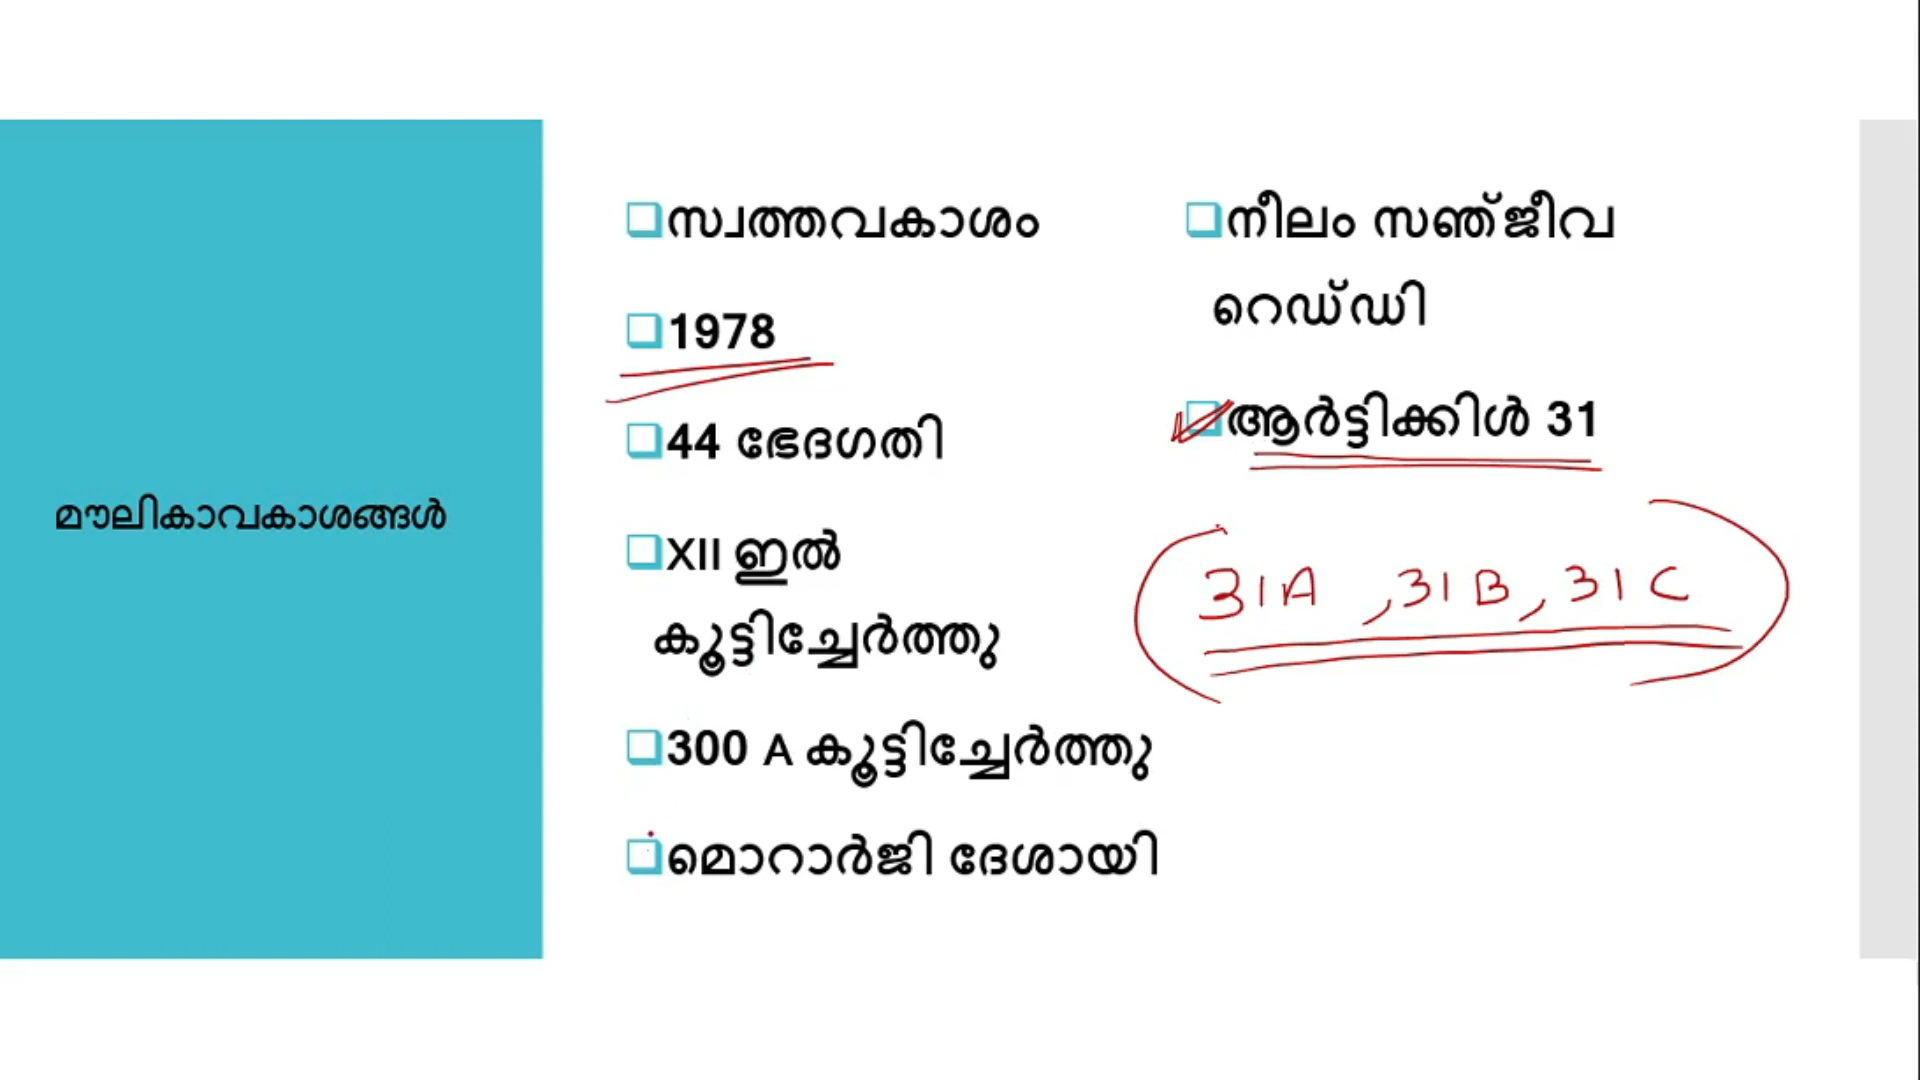 മൗലികാവകാശങ്ങൾ
സ്വത്തവകാശം
1978
44 ഭേദഗതി
XII ഇൽ
കൂട്ടിച്ചേർത്തു
300 A കൂട്ടിച്ചേർത്തു
മൊറാർജി ദേശായി
നീലം സഞ്ജീവ
റെഡ്ഡി
ആർട്ടിക്കിൾ 31
31A , 31B, 31C